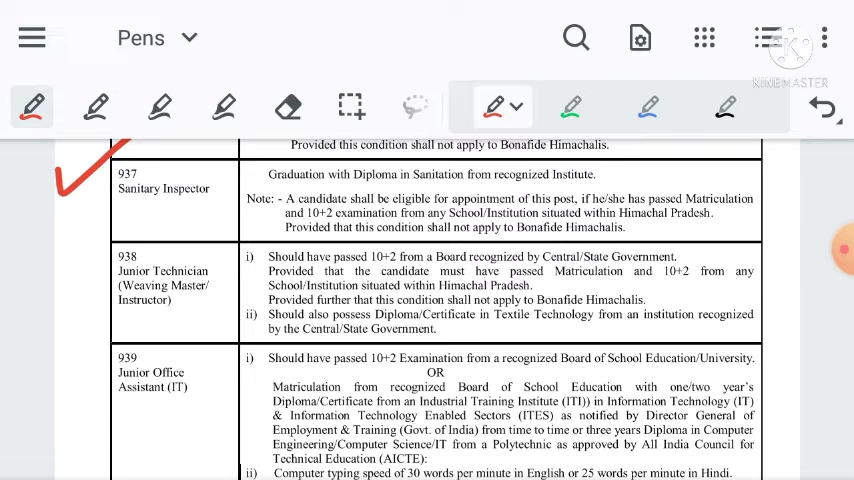 Pens
KINEMASTER
Provided this condition shall not apply to Bonafide Himachalis.
937
Sanitary Inspector
Graduation with Diploma in Sanitation from recognized Institute.
Note: - A candidate shall be eligible for appointment of this post, if he/she has passed Matriculation
and 10+2 examination from any School/Institution situated within Himachal Pradesh.
Provided that this condition shall not apply to Bonafide Himachalis.
938
Junior Technician
(Weaving Master/
Instructor)
i) Should have passed 10+2 from a Board recognized by Central/State Government.
Provided that the candidate must have passed Matriculation and 10+2 from any
School/Institution situated within Himachal Pradesh.
Provided further that this condition shall not apply to Bonafide Himachalis.
ii) Should also possess Diploma/Certificate in Textile Technology from an institution recognized
by the Central/State Government.
939
Junior Office
Assistant (IT)
i) Should have passed 10+2 Examination from a recognized Board of School Education/University.
OR
Matriculation from recognized Board of School Education with one/two year's
Diploma/Certificate from an Industrial Training Institute (ITI)) in Information Technology (IT)
& Information Technology Enabled Sectors (ITES) as notified by Director General of
Employment & Training (Govt. of India) from time to time or three years Diploma in Computer
Engineering/Computer Science/IT from a Polytechnic as approved by All India Council for
Technical Education (AICTE):
ii) Computer typing speed of 30 words per minute in English or 25 words per minute in Hindi.